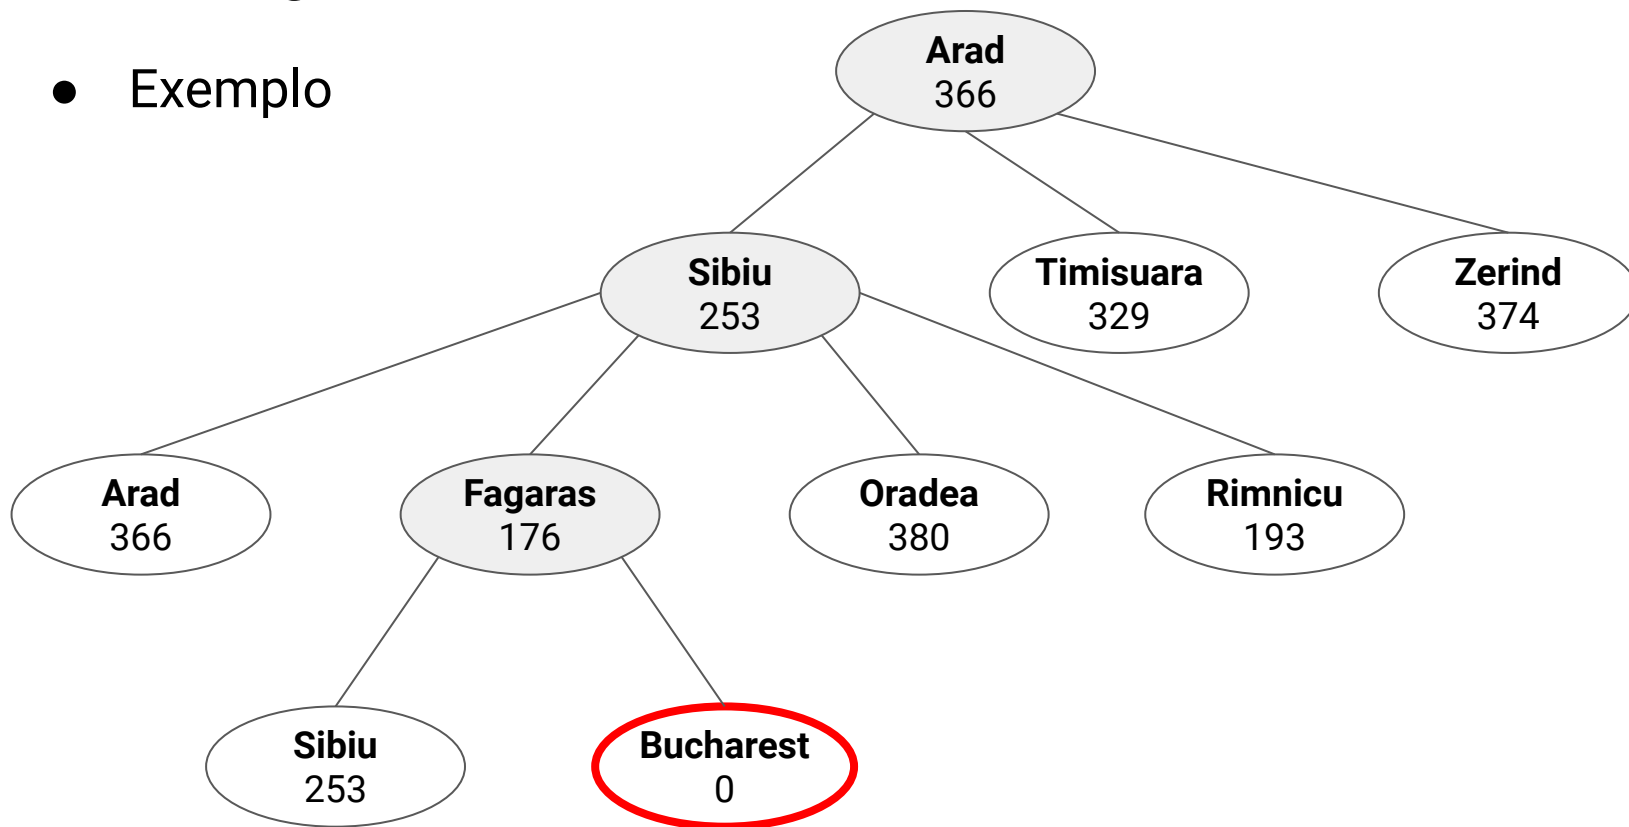 ● Exemplo
Arad
366
Sibiu
253
Timisuara
329
Zerind
374
Arad
366
Fagaras
176
Oradea
380
Rimnicu
193
Sibiu
253
Bucharest
0